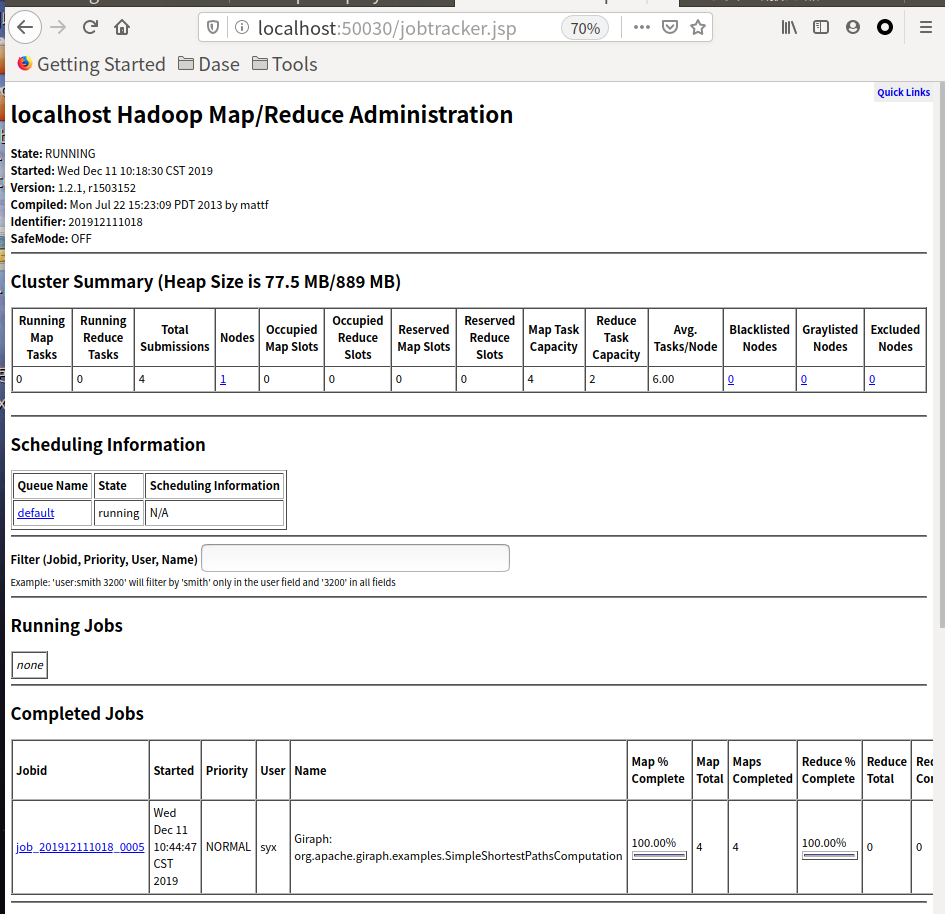 localhost:50030/jobtracker.jsp 70%
Getting Started Dase Tools
Quick Links
localhost Hadoop Map/Reduce Administration
State: RUNNING
Started: Wed Dec 11 10:18:30 CST 2019
Version: 1.2.1, r1503152
Compiled: Mon Jul 22 15:23:09 PDT 2013 by mattf
Identifier: 201912111018
SafeMode: OFF
Cluster Summary (Heap Size is 77.5 MB/889 MB)
Running Map Tasks Running Reduce Tasks Total Submissions Nodes Occupied Map Slots Occupied Reduce Slots Reserved Map Slots Reserved Reduce Slots Map Task Capacity Reduce Task Capacity Avg. Tasks/Node Blacklisted Nodes Graylisted Nodes Excluded Nodes
0 0 4 1 0 0 0 0 4 2 6.00 0 0 0
Scheduling Information
Queue Name State Scheduling Information
default running N/A
Filter (Jobid, Priority, User, Name)
Example: 'user:smith 3200' will filter by 'smith' only in the user field and '3200' in all fields
Running Jobs
none
Completed Jobs
Jobid Started Priority User Name Map % Complete Map Total Maps Completed Reduce % Complete Reduce Total
job_201912111018_0005 Wed Dec 11 10:44:47 CST 2019 NORMAL syx Giraph: org.apache.giraph.examples.SimpleShortestPathsComputation 100.00% 4 4 100.00% 0 0